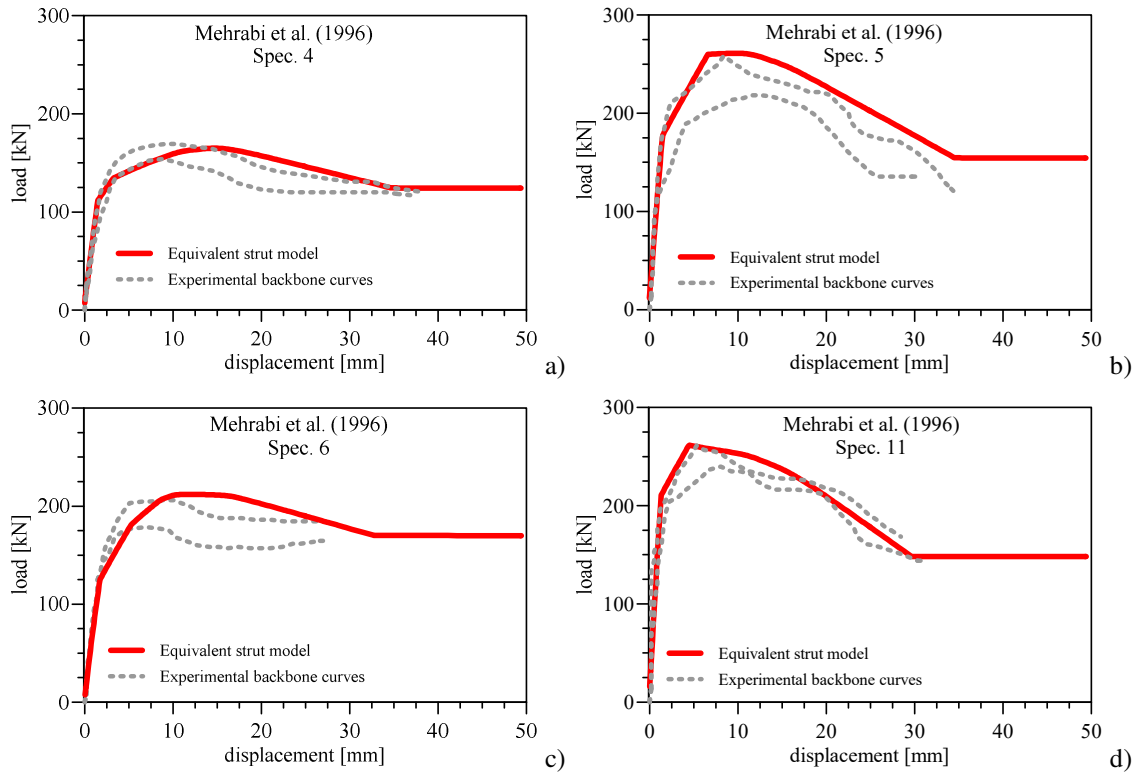 300
200
100
0
load [kN]
Mehrabi et al. (1996)
Spec. 4
Equivalent strut model
Experimental backbone curves
0 10 20 30 40 50
displacement [mm]
a)
300
200
100
0
load [kN]
Mehrabi et al. (1996)
Spec. 5
Equivalent strut model
Experimental backbone curves
0 10 20 30 40 50
displacement [mm]
b)
300
200
100
0
load [kN]
Mehrabi et al. (1996)
Spec. 6
Equivalent strut model
Experimental backbone curves
0 10 20 30 40 50
displacement [mm]
c)
300
200
100
0
load [kN]
Mehrabi et al. (1996)
Spec. 11
Equivalent strut model
Experimental backbone curves
0 10 20 30 40 50
displacement [mm]
d)